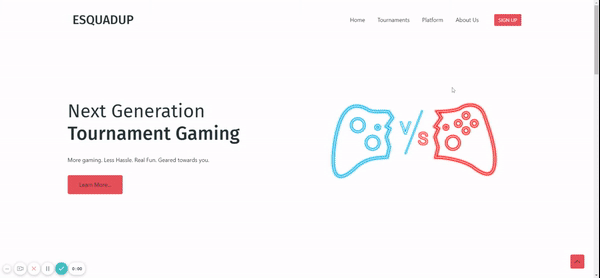 ESQUADUP
Home Tournaments Platform About Us SIGN UP
Next Generation
Tournament Gaming
V/S
More gaming. Less Hassle. Real Fun. Geared towards you.
Learn More...
0:00